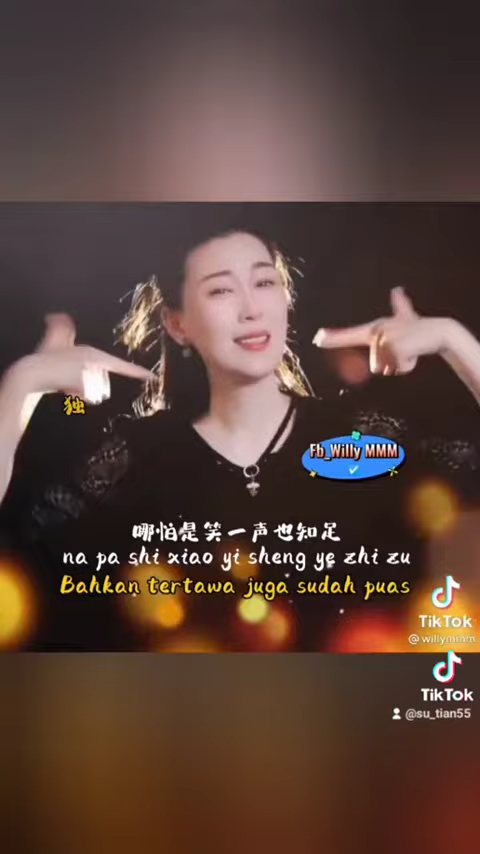 独
Fb_Willy MMM
哪怕是笑一声也知足
na pa shi xiao yi sheng ye zhi zu
Bahkan tertawa juga sudah puas
TikTok
@willymmm
TikTok
@su_tian55